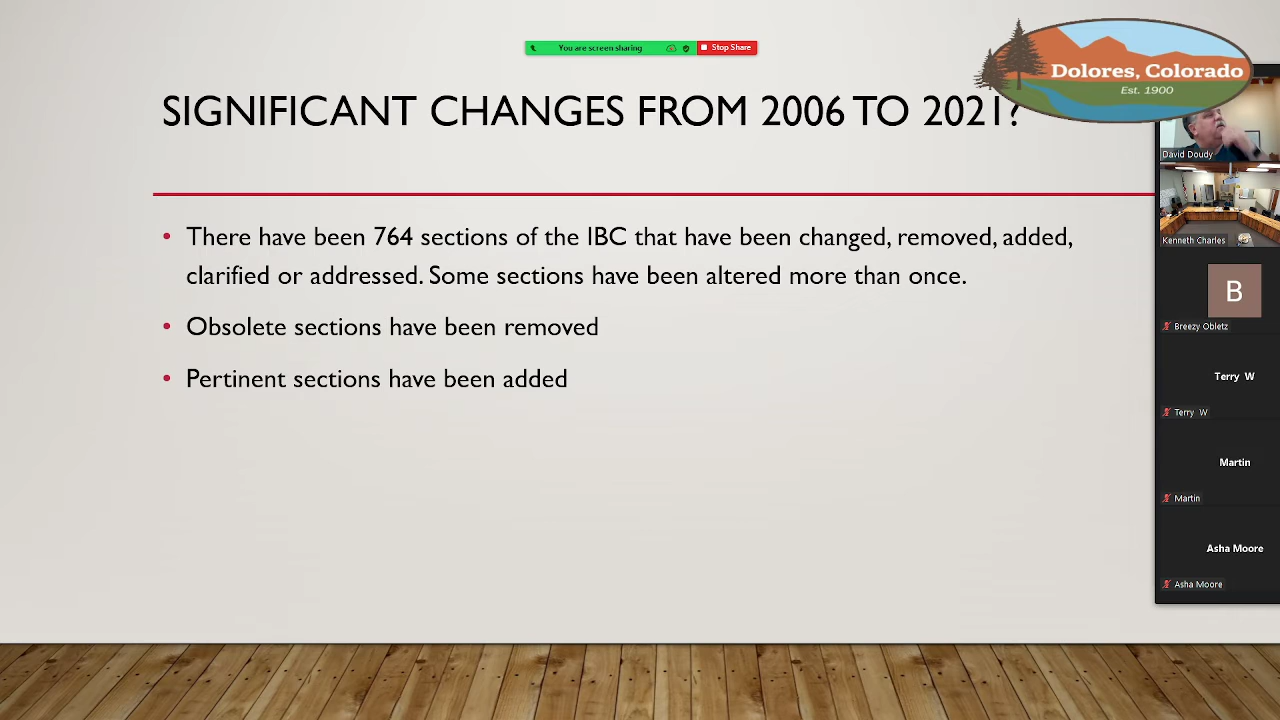 You are screen sharing
Stop Share
Dolores, Colorado
Est. 1900
SIGNIFICANT CHANGES FROM 2006 TO 2021?
• There have been 764 sections of the IBC that have been changed, removed, added,
clarified or addressed. Some sections have been altered more than once.
• Obsolete sections have been removed
• Pertinent sections have been added
David Doudy
Kenneth Charles
B
Breezy Obletz
Terry W
Terry W
Martin
Martin
Asha Moore
Asha Moore